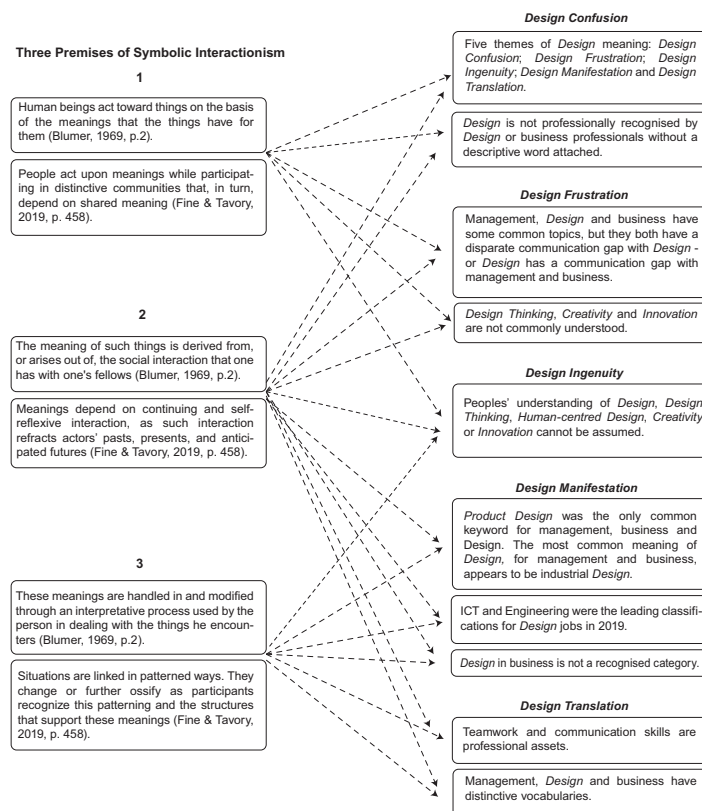 Three Premises of Symbolic Interactionism
1
Human beings act toward things on the basis
of the meanings that the things have for
them (Blumer, 1969, p.2).
People act upon meanings while participat-
ing in distinctive communities that, in turn,
depend on shared meaning (Fine & Tavory,
2019, p. 458).
2
The meaning of such things is derived from,
or arises out of, the social interaction that one
has with one's fellows (Blumer, 1969, p.2).
Meanings depend on continuing and self-
reflexive interaction, as such interaction
refracts actors' pasts, presents, and antici-
pated futures (Fine & Tavory, 2019, p. 458).
3
These meanings are handled in and modified
through an interpretative process used by the
person in dealing with the things he encoun-
ters (Blumer, 1969, p.2).
Situations are linked in patterned ways. They
change or further ossify as participants
recognize this patterning and the structures
that support these meanings (Fine & Tavory,
2019, p. 458).
Design Confusion
Five themes of Design meaning: Design
Confusion; Design Frustration; Design
Ingenuity; Design Manifestation and Design
Translation.
Design is not professionally recognised by
Design or business professionals without a
descriptive word attached.
Design Frustration
Management, Design and business have
some common topics, but they both have a
disparate communication gap with Design -
or Design has a communication gap with
management and business.
Design Thinking, Creativity and Innovation
are not commonly understood.
Design Ingenuity
Peoples' understanding of Design, Design
Thinking, Human-centred Design, Creativity
or Innovation cannot be assumed.
Design Manifestation
Product Design was the only common
keyword for management, business and
Design. The most common meaning of
Design, for management and business,
appears to be industrial Design.
ICT and Engineering were the leading classifi-
cations for Design jobs in 2019.
Design in business is not a recognised category.
Design Translation
Teamwork and communication skills are
professional assets.
Management, Design and business have
distinctive vocabularies.